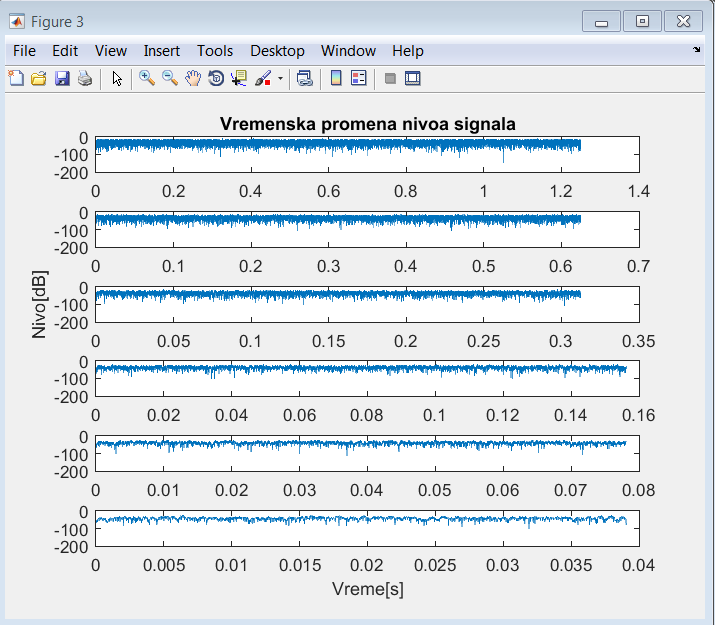 Figure 3
File Edit View Insert Tools Desktop Window Help
Vremenska promena nivoa signala
0
-100
-200
0 0.2 0.4 0.6 0.8 1 1.2 1.4
0
-100
-200
0 0.1 0.2 0.3 0.4 0.5 0.6 0.7
0
-100
-200
0 0.05 0.1 0.15 0.2 0.25 0.3 0.35
Nivo[dB]
0
-100
-200
0 0.02 0.04 0.06 0.08 0.1 0.12 0.14 0.16
0
-100
-200
0 0.01 0.02 0.03 0.04 0.05 0.06 0.07 0.08
0
-100
-200
0 0.005 0.01 0.015 0.02 0.025 0.03 0.035 0.04
Vreme[s]